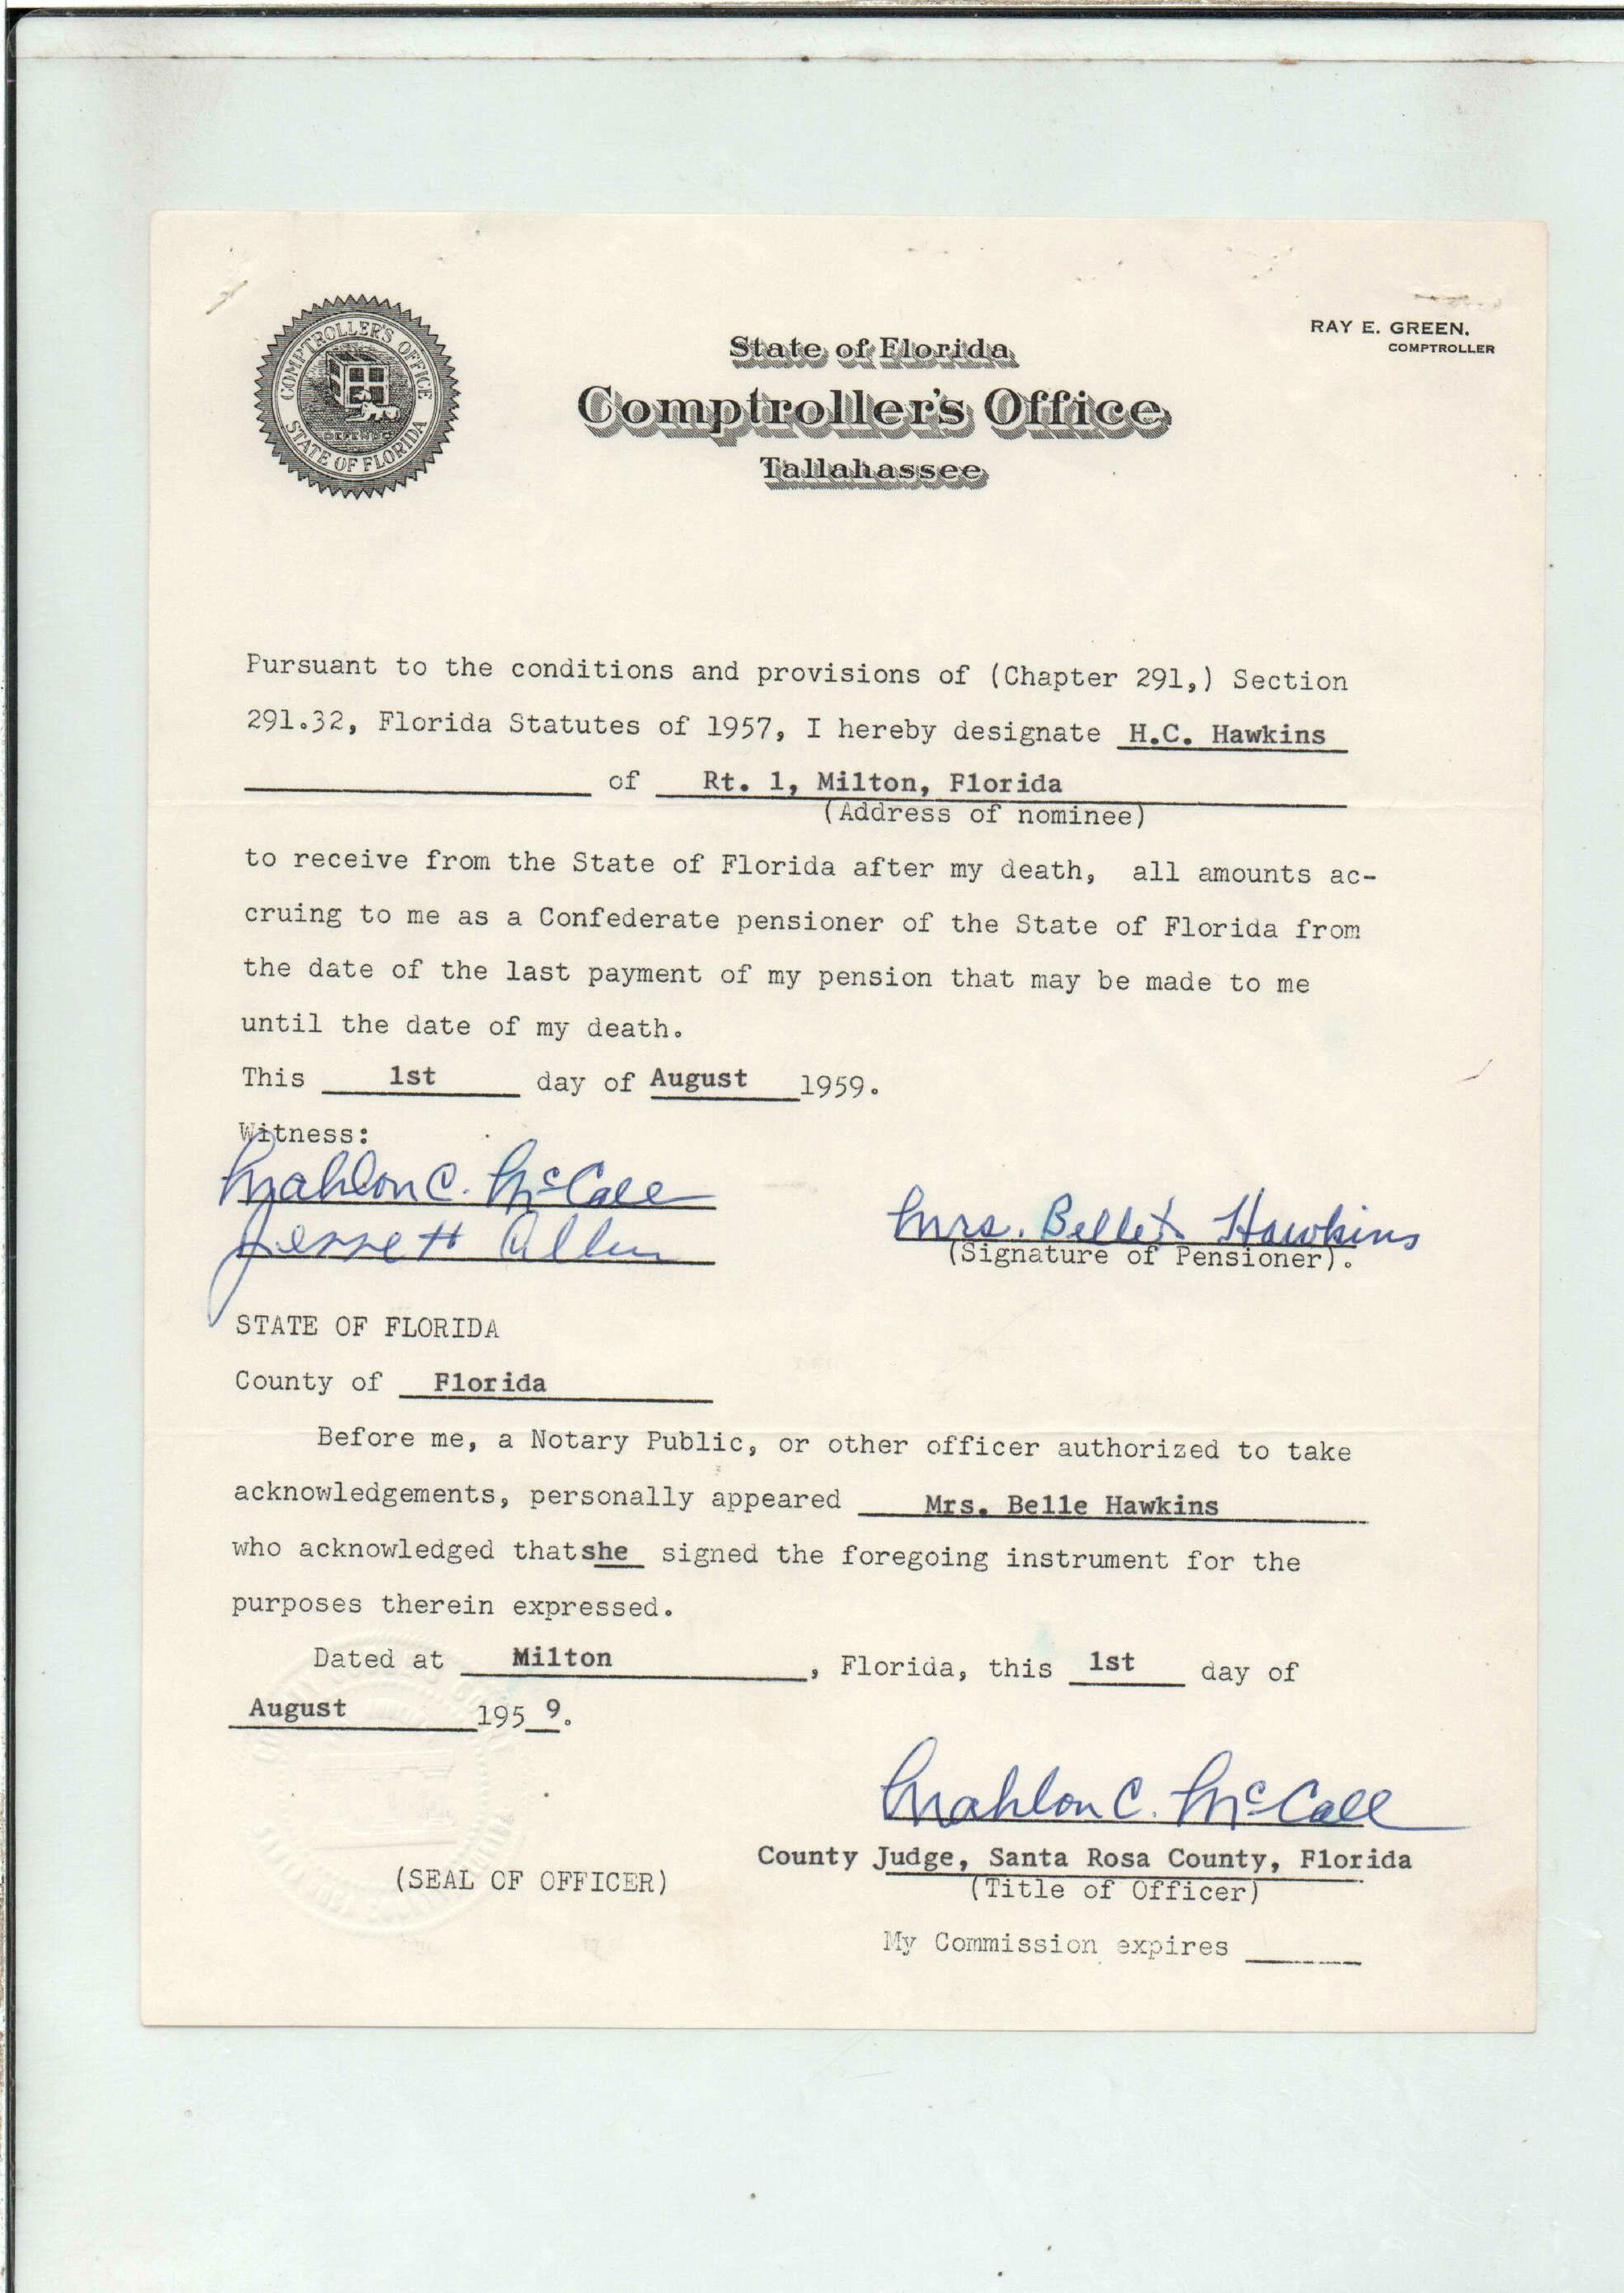 COMPTROLLER'S OFFICE
STATE OF FLORIDA
State of Florida
Comptroller's Office
Tallahassee
RAY E. GREEN,
COMPTROLLER
Pursuant to the conditions and provisions of (Chapter 291,) Section
291.32, Florida Statutes of 1957, I hereby designate H.C. Hawkins
of Rt. 1, Milton, Florida
(Address of nominee)
to receive from the State of Florida after my death, all amounts ac-
cruing to me as a Confederate pensioner of the State of Florida from
the date of the last payment of my pension that may be made to me
until the date of my death.
This 1st day of August 1959.
Witness:
Mahlon C. McCall
Allen
Mrs. Belle Hawkins
(Signature of Pensioner).
STATE OF FLORIDA
County of Florida
Before me, a Notary Public, or other officer authorized to take
acknowledgements, personally appeared Mrs. Belle Hawkins
who acknowledged that she signed the foregoing instrument for the
purposes therein expressed.
Dated at Milton, Florida, this 1st day of
August 195 9.
Mahlon C. McCall
County Judge, Santa Rosa County, Florida
(Title of Officer)
(SEAL OF OFFICER)
My Commission expires